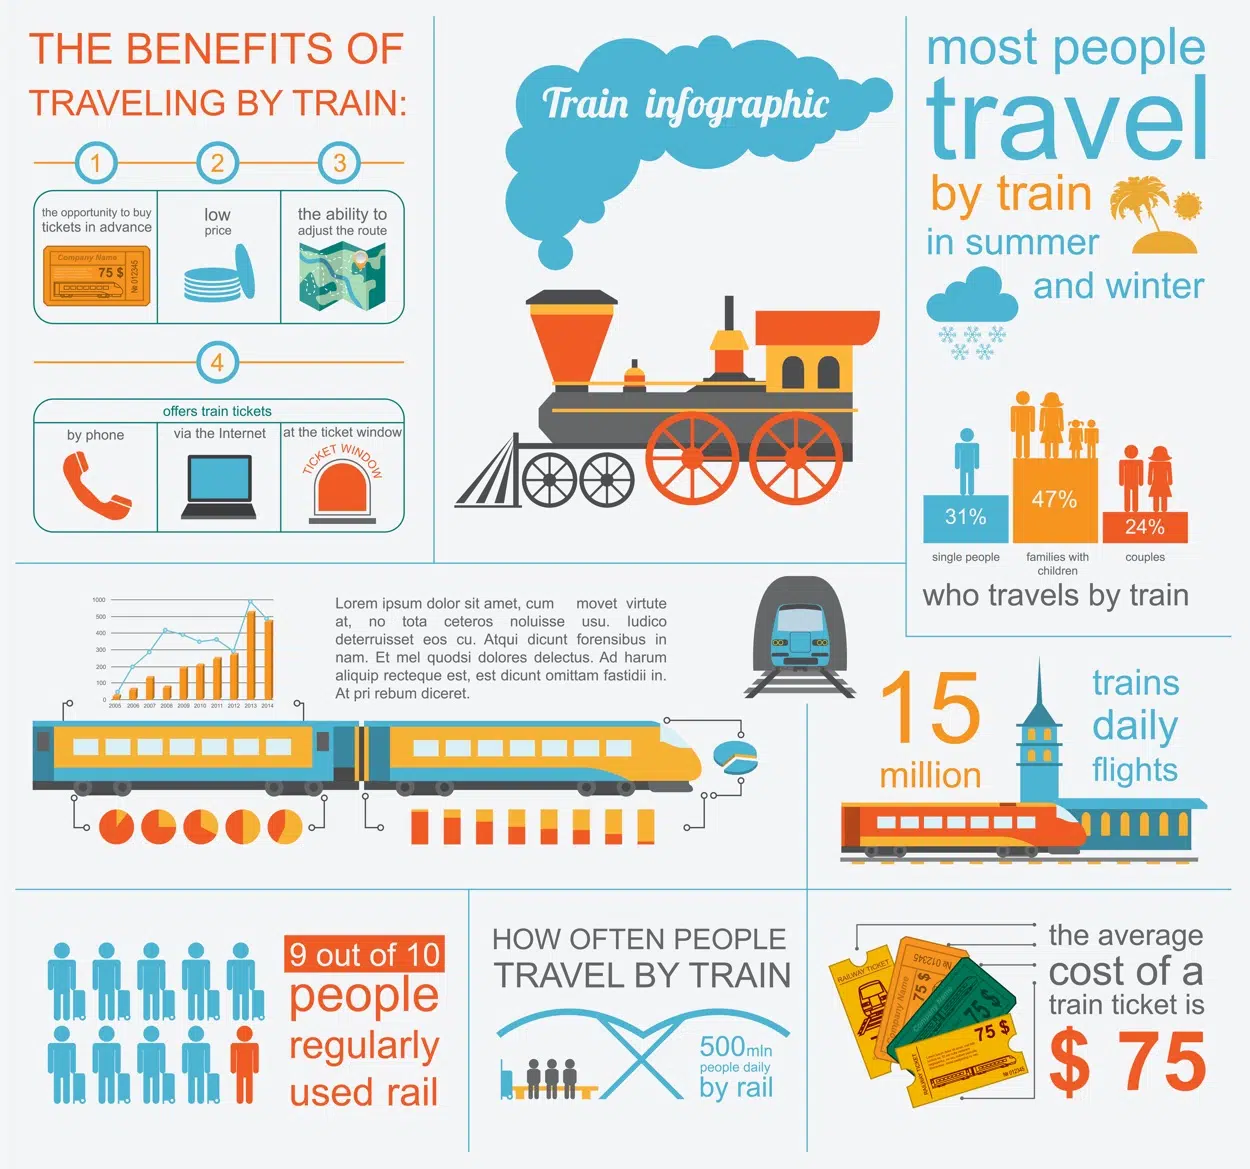 THE BENEFITS OF
TRAVELING BY TRAIN:
1
2
3
the opportunity to buy
tickets in advance
Company Name
75 $
№ 012345
low
price
the ability to
adjust the route
4
offers train tickets
by phone
via the Internet
at the ticket window
TICKET WINDOW
Train infographic
most people
travel
by train
in summer
and winter
31%
47%
24%
single people
families with
children
couples
who travels by train
1000
500
400
300
200
100
0
2005 2006 2007 2008 2009 2010 2011 2012 2013 2014
Lorem ipsum dolor sit amet, cum movet virtute
at, no tota ceteros noluisse usu. Iudico
deterruisset eos cu. Atqui dicunt forensibus in
nam. Et mel quodsi dolores delectus. Ad harum
aliquip recteque est, est dicunt omittam fastidii in.
At pri rebum diceret.
15
million
trains
daily
flights
9 out of 10
people
regularly
used rail
HOW OFTEN PEOPLE
TRAVEL BY TRAIN
500mln
people daily
by rail
RAILWAY TICKET
№ 012345
Company Name
75 $
Company Name
75 $
75 $
RAILWAY TICKET
№ 012345
the average
cost of a
train ticket is
$ 75